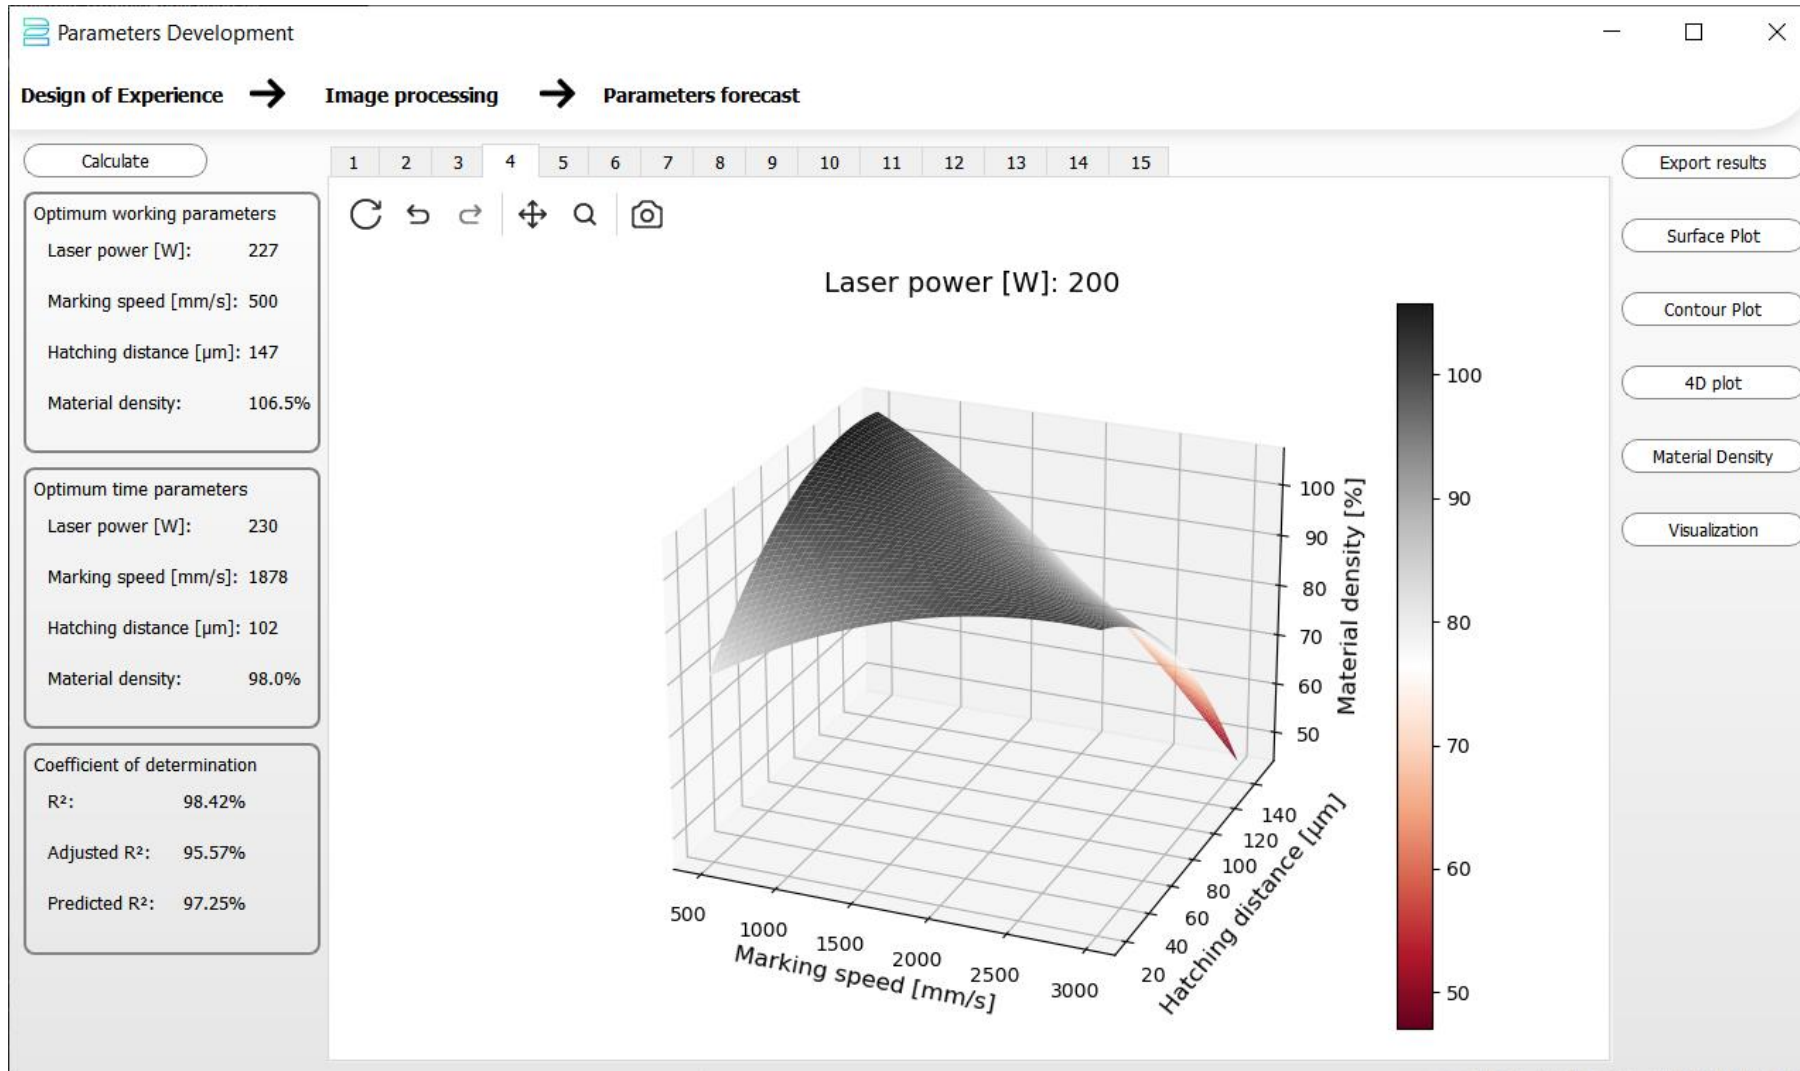 Parameters Development
Design of Experience
Image processing
Parameters forecast
Calculate
Optimum working parameters
Laser power [W]: 227
Marking speed [mm/s]: 500
Hatching distance [µm]: 147
Material density: 106.5%
Optimum time parameters
Laser power [W]: 230
Marking speed [mm/s]: 1878
Hatching distance [µm]: 102
Material density: 98.0%
Coefficient of determination
R²: 98.42%
Adjusted R²: 95.57%
Predicted R²: 97.25%
1 2 3 4 5 6 7 8 9 10 11 12 13 14 15
Laser power [W]: 200
100
90
80
70
60
50
Material density [%]
140
120
100
80
60
40
20
Hatching distance [µm]
500
1000
1500
2000
2500
3000
Marking speed [mm/s]
100
90
80
70
60
50
Export results
Surface Plot
Contour Plot
4D plot
Material Density
Visualization